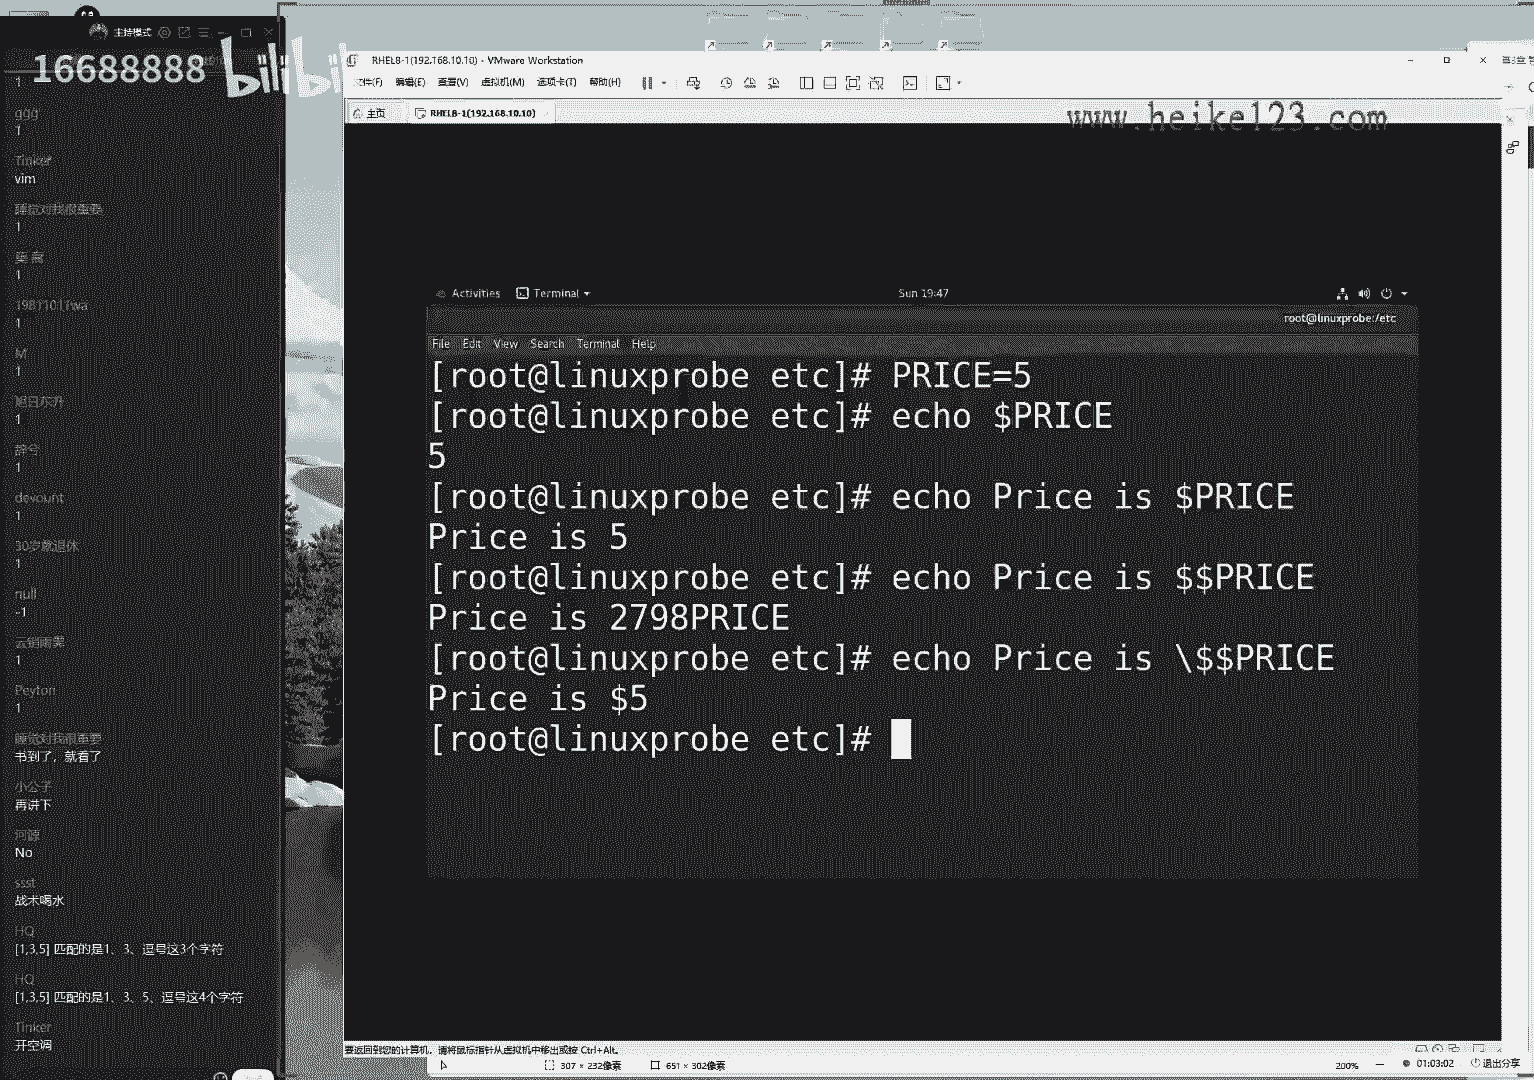 主持模式
16688888
bilibili
1
ggg
1
Tinker
vim
睡觉对我很重要
1
1
19811011wa
1
M
1
旭日东升
1
辞兮
1
devount
1
30岁就退休
1
null
-1
云销雨霁
1
Peyton
1
睡觉对我很重要
书到了，就看了
小公子
再讲下
河源
No
ssst
战术喝水
HQ
[1,3,5] 匹配的是1、3、逗号这3个字符
HQ
[1,3,5] 匹配的是1、3、5、逗号这4个字符
Tinker
开空调
RHEL8-1(192.168.10.10) - VMware Workstation
文件(F) 编辑(E) 查看(V) 虚拟机(M) 选项卡(T) 帮助(H)
主页 RHEL8-1(192.168.10.10)
www.heike123.com
Activities Terminal Sun 19:47
root@linuxprobe:/etc
File Edit View Search Terminal Help
[root@linuxprobe etc]# PRICE=5
[root@linuxprobe etc]# echo $PRICE
5
[root@linuxprobe etc]# echo Price is $PRICE
Price is 5
[root@linuxprobe etc]# echo Price is $$PRICE
Price is 2798PRICE
[root@linuxprobe etc]# echo Price is \$$PRICE
Price is $5
[root@linuxprobe etc]#
要返回到您的计算机，请将鼠标指针从虚拟机中移出或按 Ctrl+Alt。
307 × 232像素 651 × 302像素 200% 01:03:02 退出分享